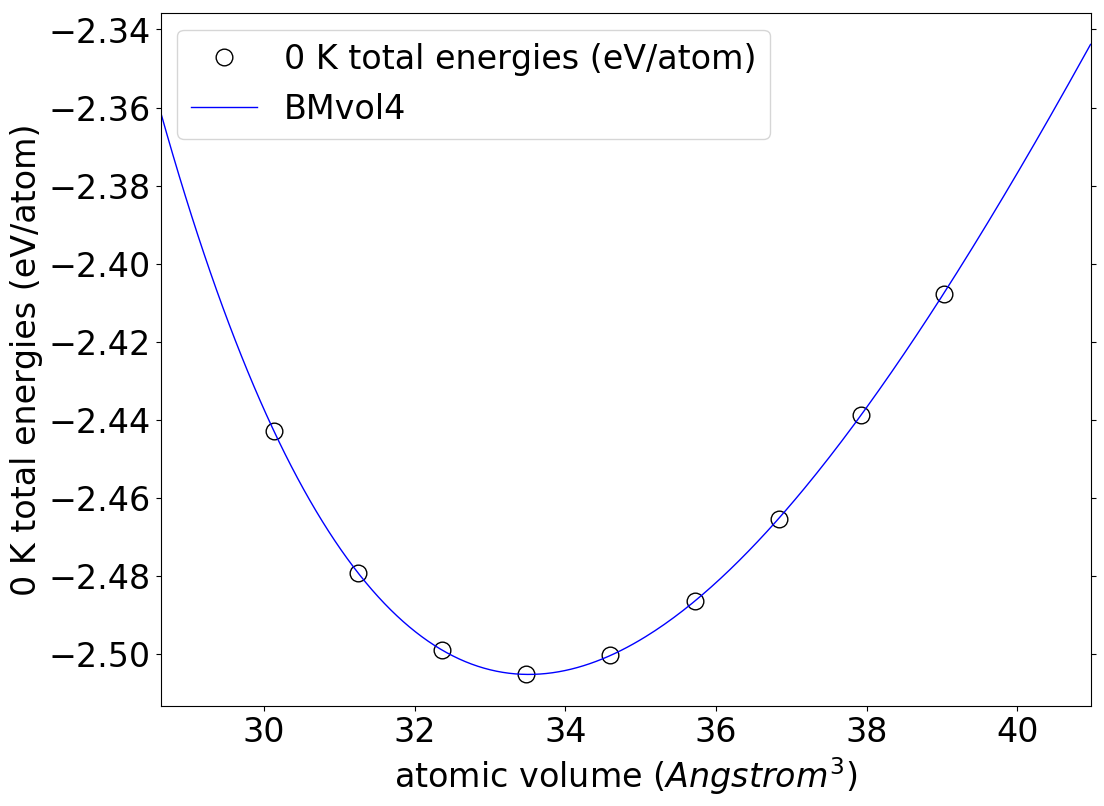 0 K total energies (eV/atom)
BMvol4
0 K total energies (eV/atom)
−2.34
−2.36
−2.38
−2.40
−2.42
−2.44
−2.46
−2.48
−2.50
30 32 34 36 38 40
atomic volume (Angstrom³)